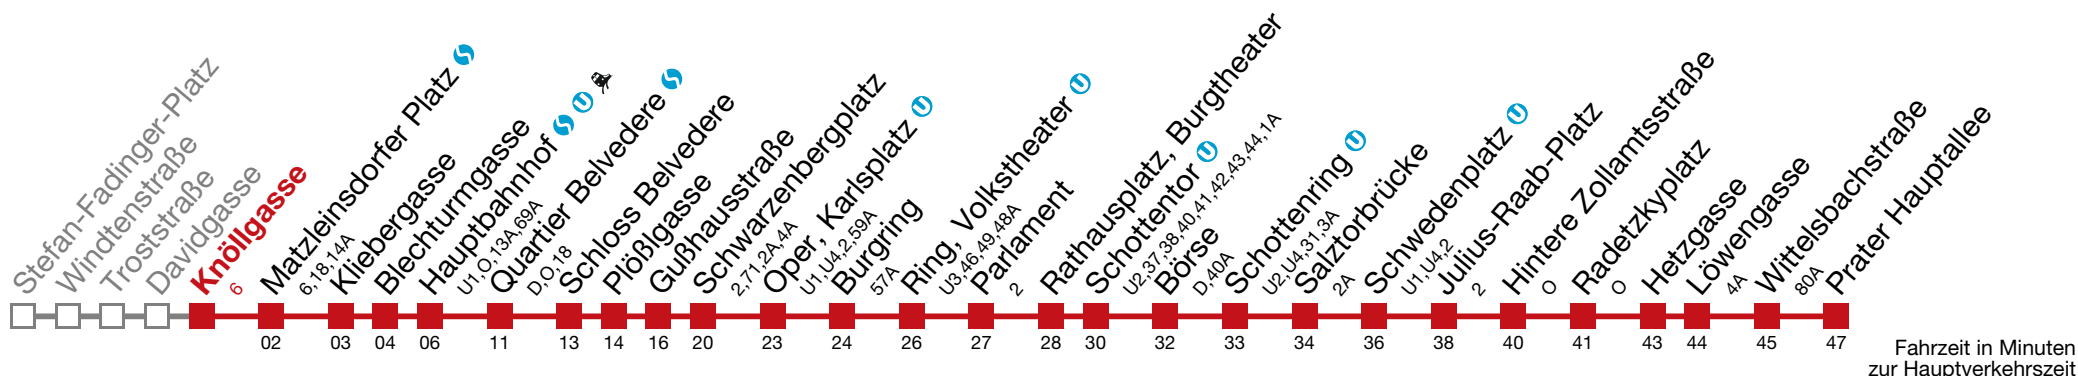 Stefan-Fadinger-Platz
Windtenstraße
Troststraße
Davidgasse
Knöllgasse
6
Matzleinsdorfer Platz S
6,18,14A
Kliebergasse
Blechturmgasse
Hauptbahnhof S U
U1,O,13A,69A
Quartier Belvedere S
D,O,18
Schloss Belvedere
Plößlgasse
Gußhausstraße
Schwarzenbergplatz
2,71,2A,4A
Oper, Karlsplatz U
U1,U4,2,59A
Burgring
57A
Ring, Volkstheater U
U3,46,49,48A
Parlament
2
Rathausplatz, Burgtheater
Schottentor U
U2,37,38,40,41,42,43,44,1A
Börse
D,40A
Schottenring U
U2,U4,31,3A
Salztorbrücke
2A
Schwedenplatz U
U1,U4,2
Julius-Raab-Platz
2
Hintere Zollamtsstraße
O
Radetzkyplatz
O
Hetzgasse
Löwengasse
4A
Wittelsbachstraße
80A
Prater Hauptallee
02 03 04 06 11 13 14 16 20 23 24 26 27 28 30 32 33 34 36 38 40 41 43 44 45 47
Fahrzeit in Minuten
zur Hauptverkehrszeit